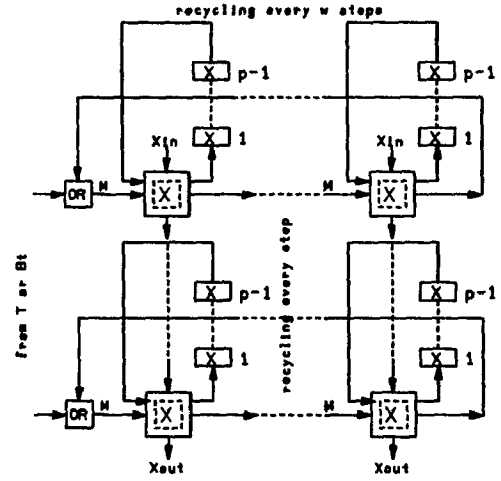 recycling every w steps
X p-1 X p-1
X 1 X 1
Xin Xin
OR M X M X
from T or Bt
recycling every step
X p-1 X p-1
X 1 X 1
OR M X M X
Xout Xout